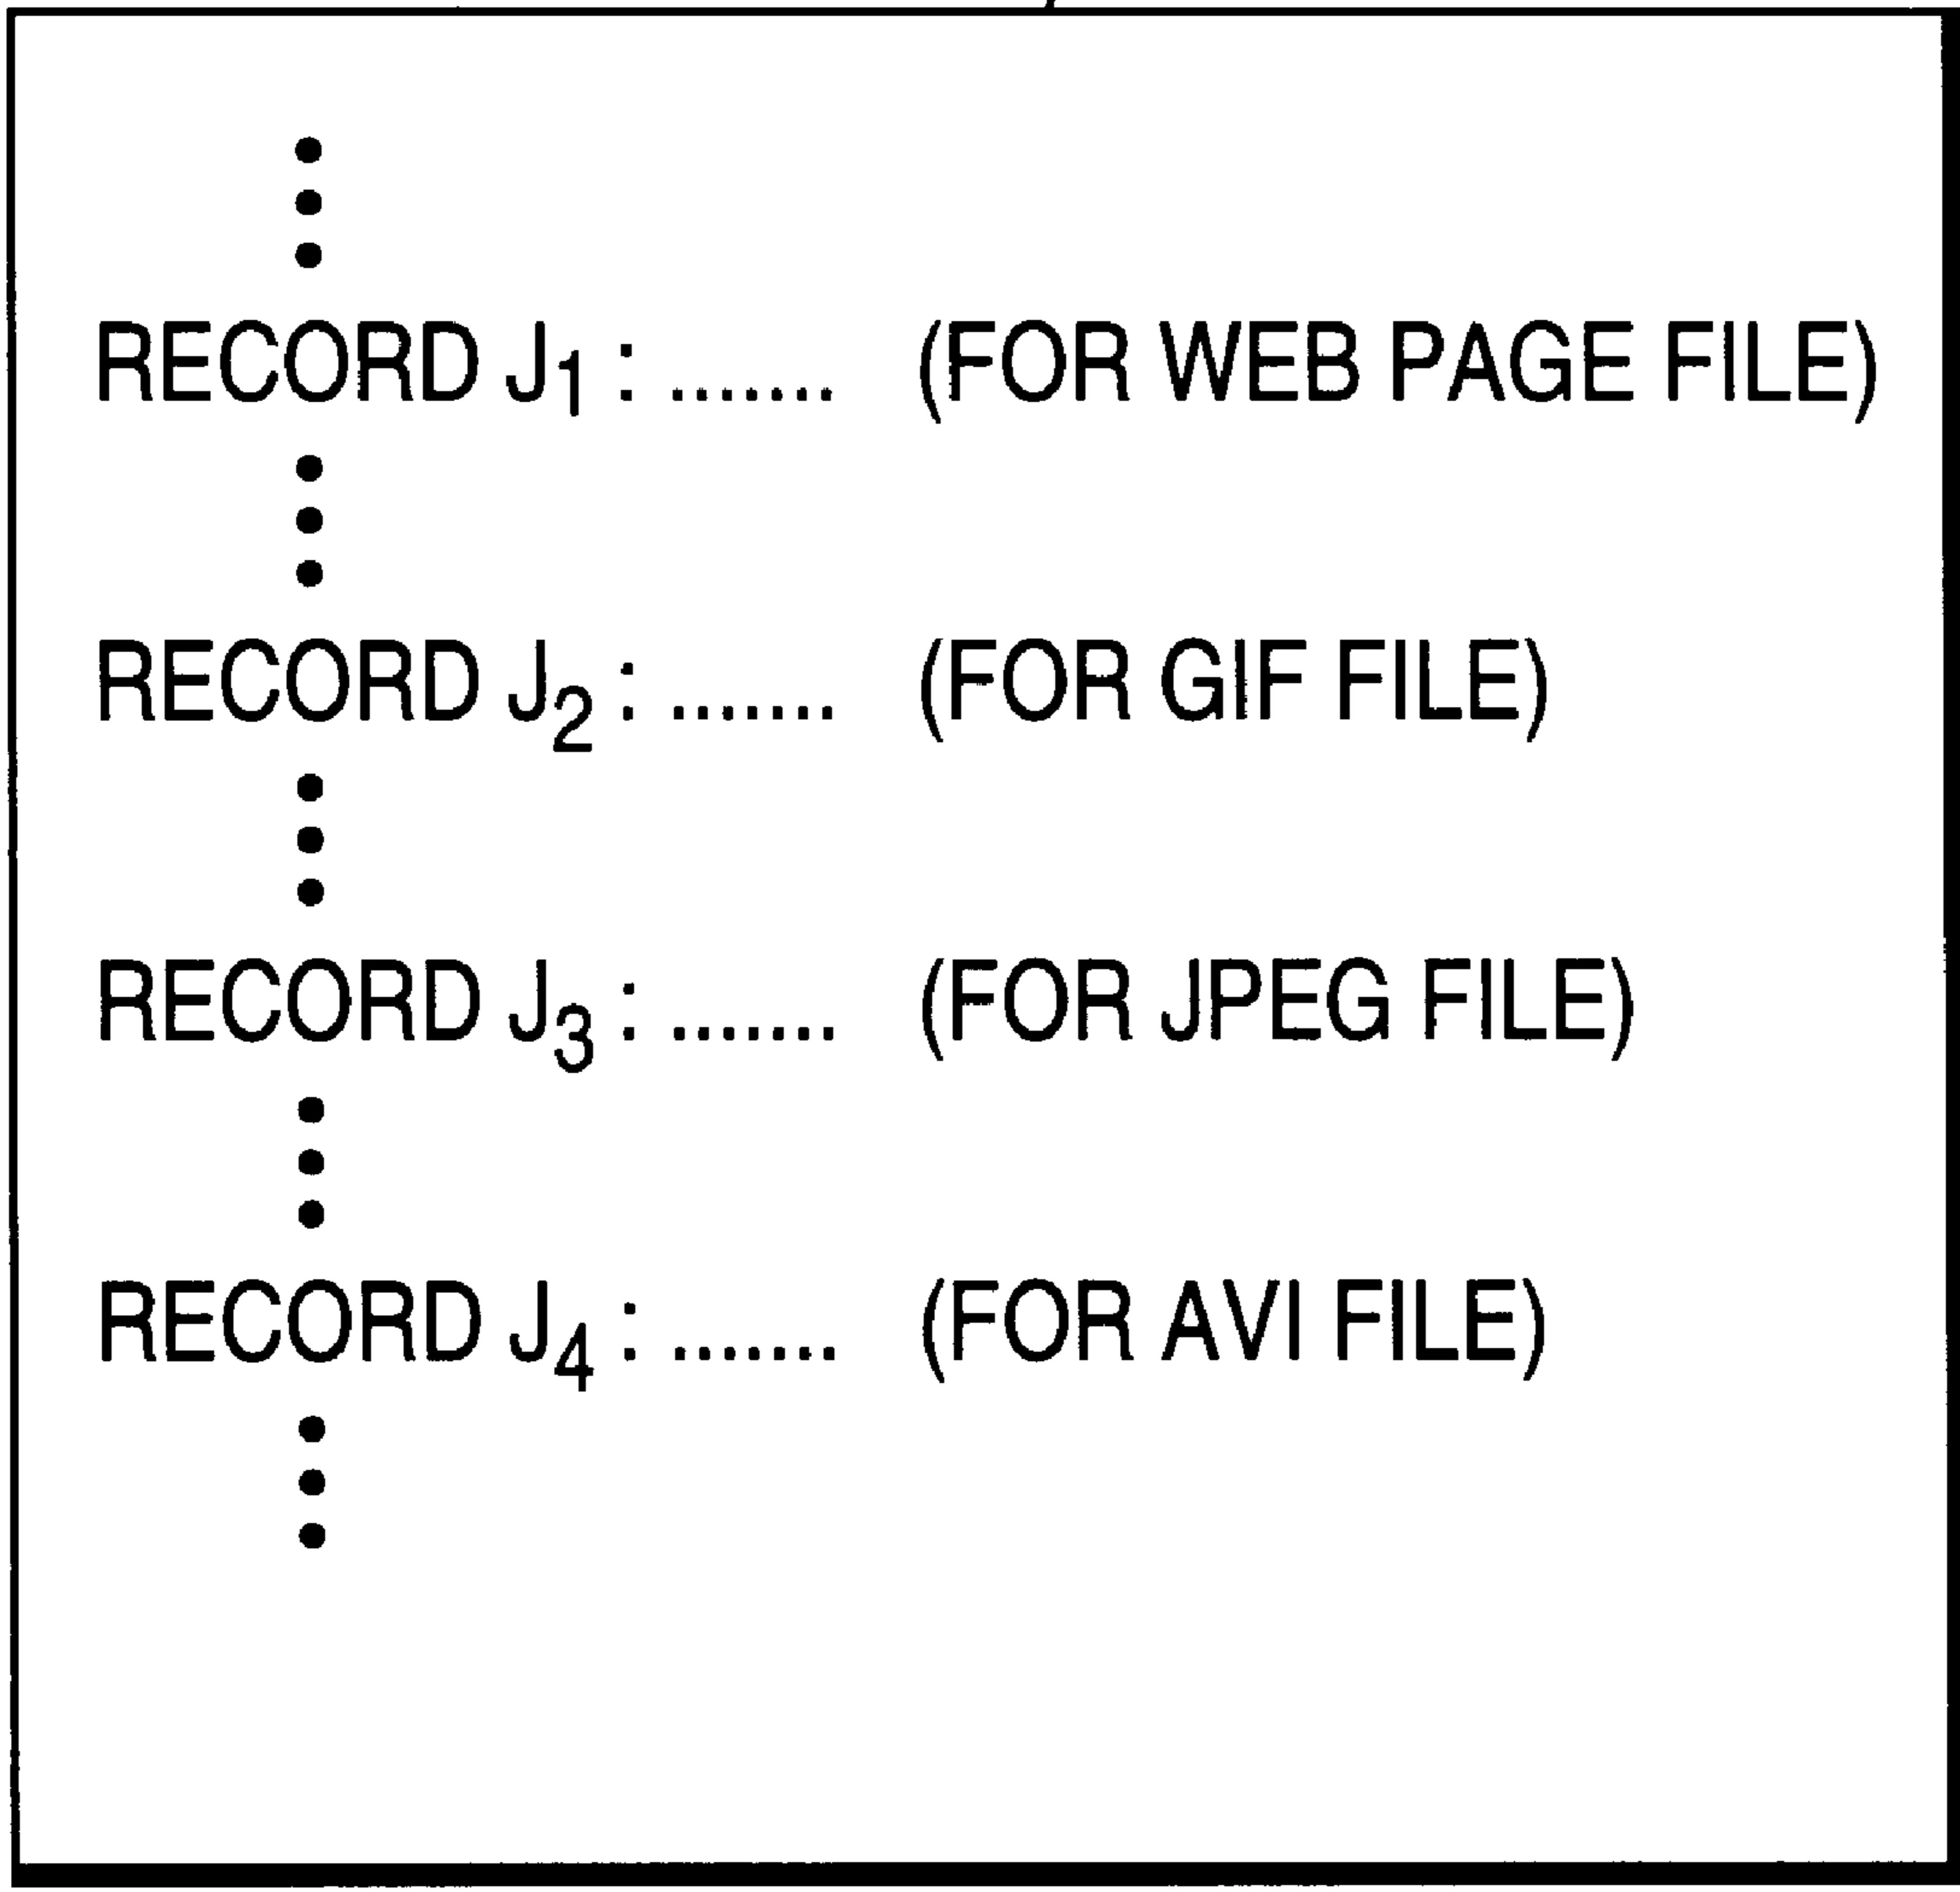 RECORD J1 : ....... (FOR WEB PAGE FILE)
RECORD J2 : ....... (FOR GIF FILE)
RECORD J3 : ....... (FOR JPEG FILE)
RECORD J4 : ....... (FOR AVI FILE)